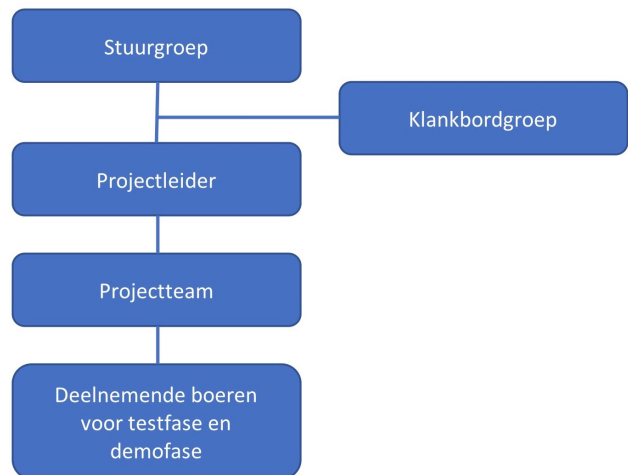 Stuurgroep
Klankbordgroep
Projectleider
Projectteam
Deelnemende boeren
voor testfase en
demofase